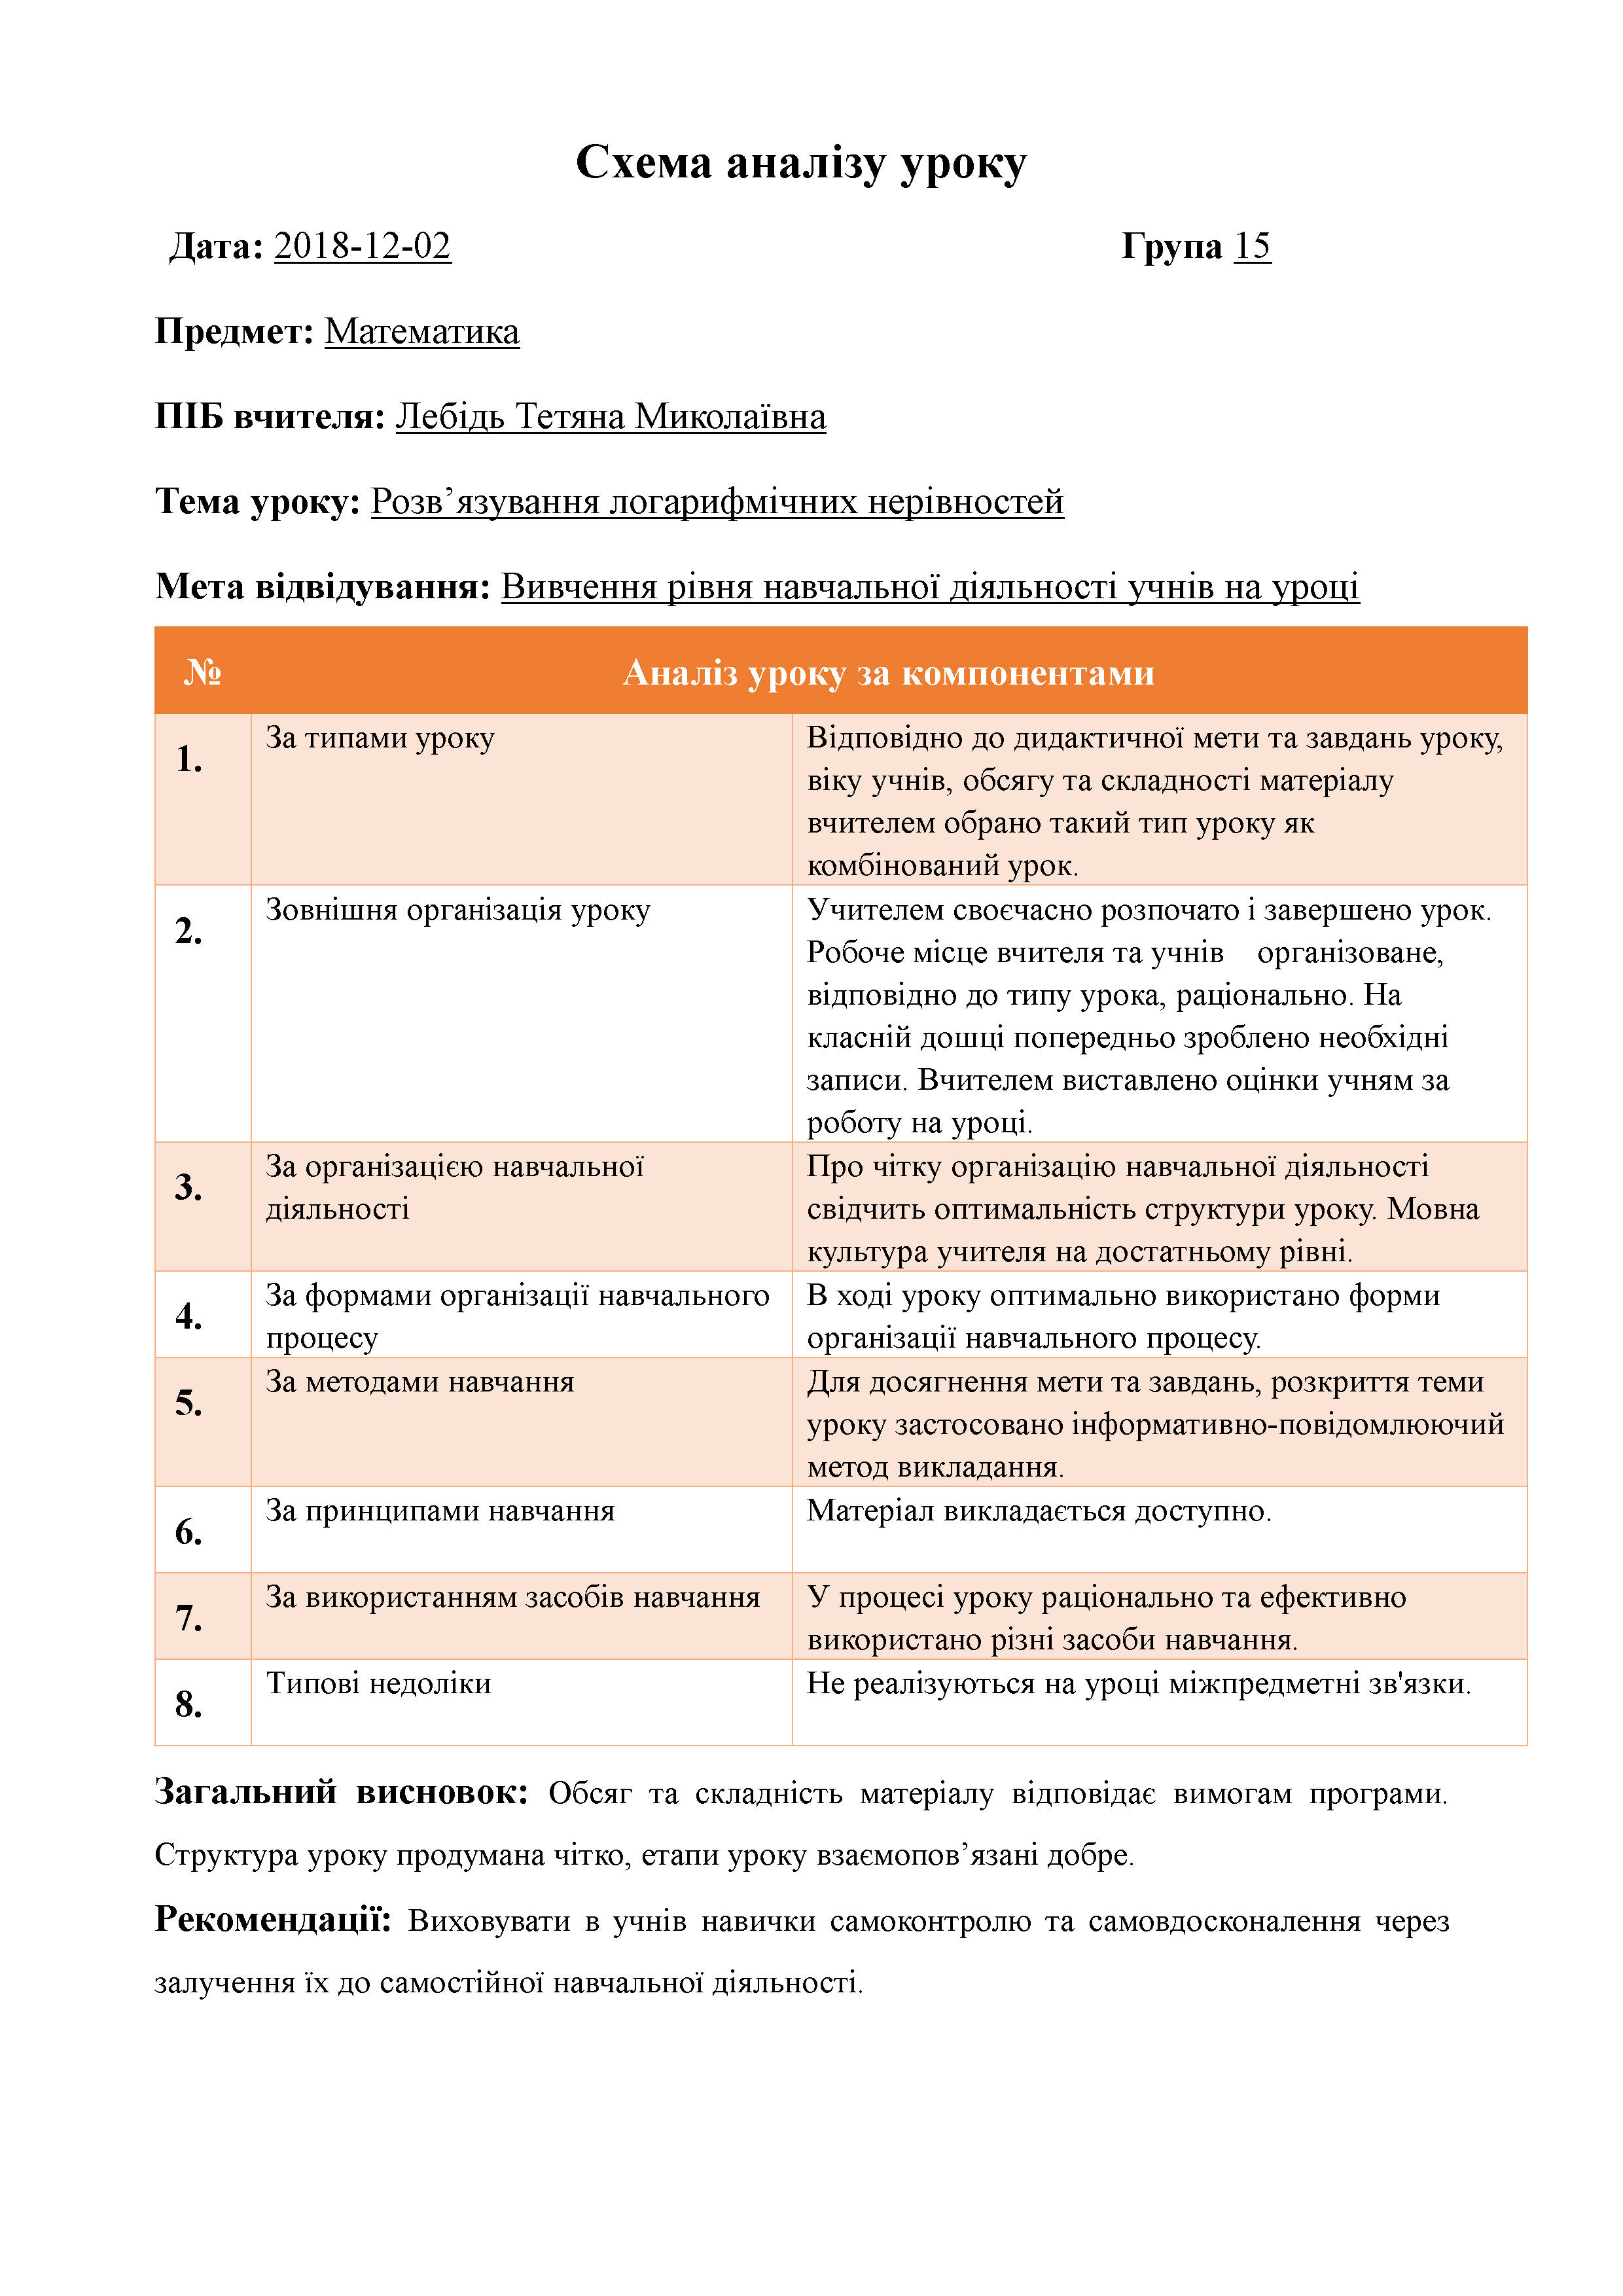 Схема аналізу уроку
Дата: 2018-12-02 Група 15
Предмет: Математика
ПІБ вчителя: Лебідь Тетяна Миколаївна
Тема уроку: Розв’язування логарифмічних нерівностей
Мета відвідування: Вивчення рівня навчальної діяльності учнів на уроці
№ Аналіз уроку за компонентами
1. За типами уроку
Відповідно до дидактичної мети та завдань уроку,
віку учнів, обсягу та складності матеріалу
вчителем обрано такий тип уроку як
комбінований урок.
2. Зовнішня організація уроку
Учителем своєчасно розпочато і завершено урок.
Робоче місце вчителя та учнів організоване,
відповідно до типу урока, раціонально. На
класній дошці попередньо зроблено необхідні
записи. Вчителем виставлено оцінки учням за
роботу на уроці.
3. За організацією навчальної
діяльності
Про чітку організацію навчальної діяльності
свідчить оптимальність структури уроку. Мовна
культура учителя на достатньому рівні.
4. За формами організації навчального
процесу
В ході уроку оптимально використано форми
організації навчального процесу.
5. За методами навчання
Для досягнення мети та завдань, розкриття теми
уроку застосовано інформативно-повідомлюючий
метод викладання.
6. За принципами навчання
Матеріал викладається доступно.
7. За використанням засобів навчання
У процесі уроку раціонально та ефективно
використано різні засоби навчання.
8. Типові недоліки
Не реалізуються на уроці міжпредметні зв'язки.
Загальний висновок: Обсяг та складність матеріалу відповідає вимогам програми.
Структура уроку продумана чітко, етапи уроку взаємопов’язані добре.
Рекомендації: Виховувати в учнів навички самоконтролю та самовдосконалення через
залучення їх до самостійної навчальної діяльності.